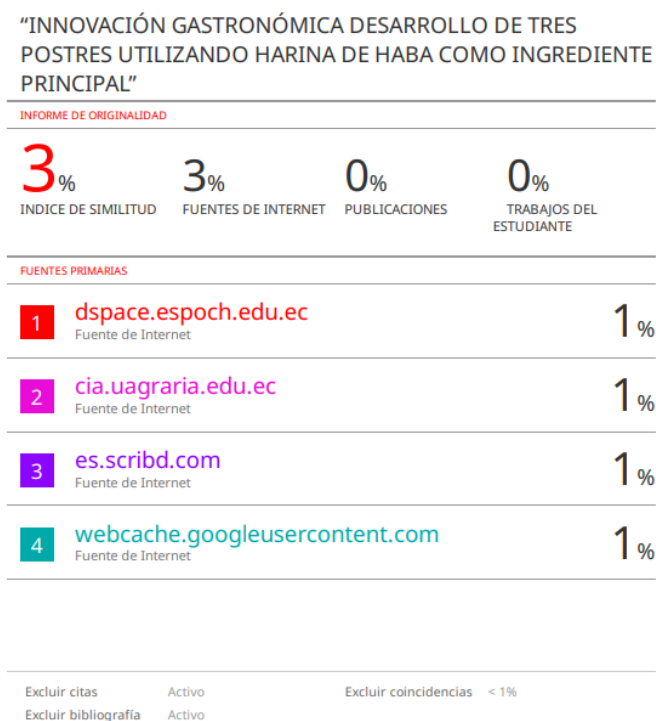 “INNOVACIÓN GASTRONÓMICA DESARROLLO DE TRES
POSTRES UTILIZANDO HARINA DE HABA COMO INGREDIENTE
PRINCIPAL”
INFORME DE ORIGINALIDAD
3% 3% 0% 0%
INDICE DE SIMILITUD FUENTES DE INTERNET PUBLICACIONES TRABAJOS DEL
ESTUDIANTE
FUENTES PRIMARIAS
1 dspace.espoch.edu.ec 1%
Fuente de Internet
2 cia.uagraria.edu.ec 1%
Fuente de Internet
3 es.scribd.com 1%
Fuente de Internet
4 webcache.googleusercontent.com 1%
Fuente de Internet
Excluir citas Activo Excluir coincidencias < 1%
Excluir bibliografía Activo